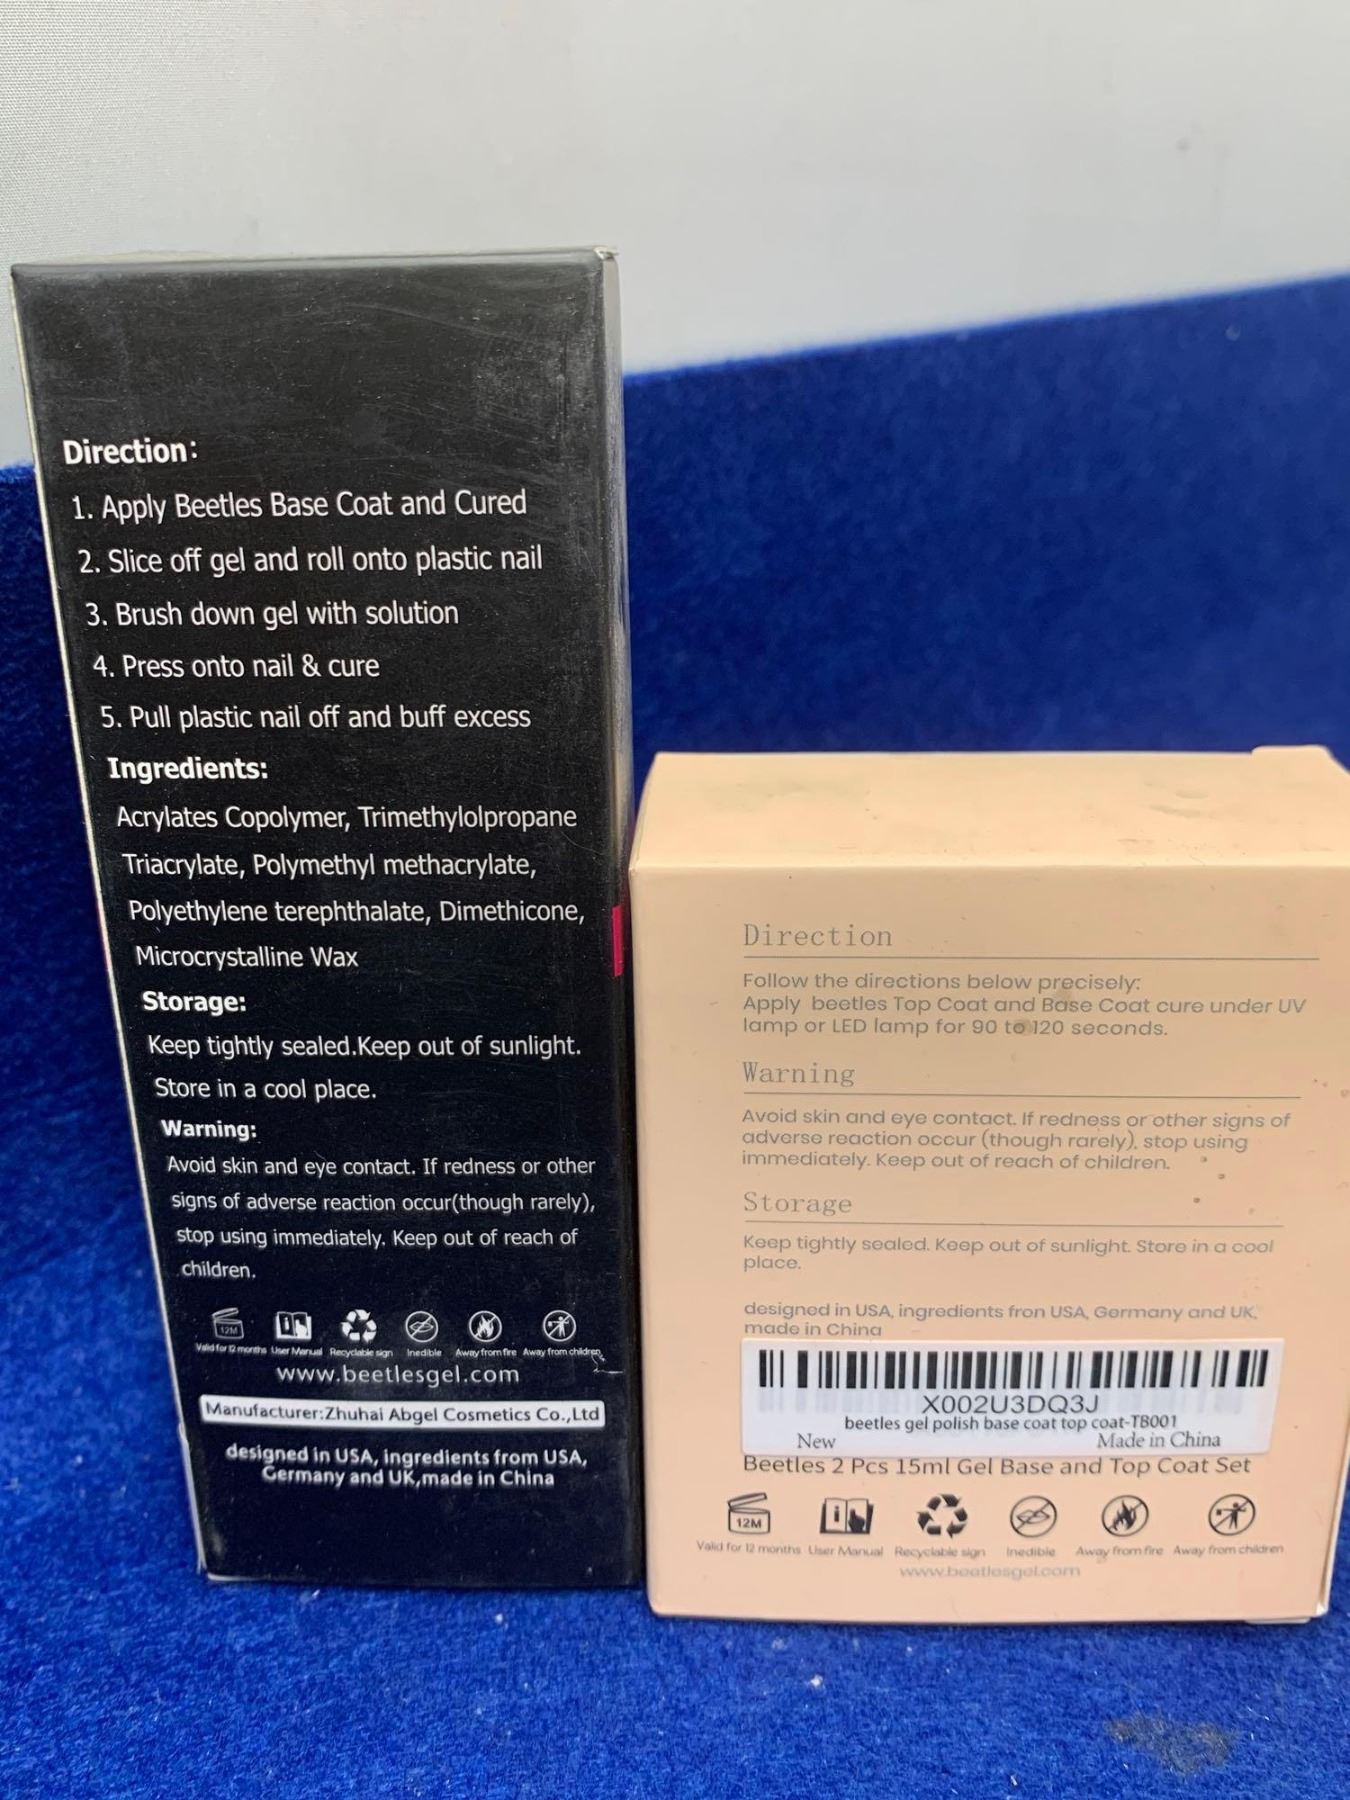 Direction:
1. Apply Beetles Base Coat and Cured
2. Slice off gel and roll onto plastic nail
3. Brush down gel with solution
4. Press onto nail & cure
5. Pull plastic nail off and buff excess
Ingredients:
Acrylates Copolymer, Trimethylolpropane
Triacrylate, Polymethyl methacrylate,
Polyethylene terephthalate, Dimethicone,
Microcrystalline Wax
Storage:
Keep tightly sealed.Keep out of sunlight.
Store in a cool place.
Warning:
Avoid skin and eye contact. If redness or other
signs of adverse reaction occur(though rarely),
stop using immediately. Keep out of reach of
children.
12M
Valid for 12 months User Manual Recyclable sign Inedible Away from fire Away from children
www.beetlesgel.com
Manufacturer:Zhuhai Abgel Cosmetics Co.,Ltd
designed in USA, ingredients from USA,
Germany and UK,made in China
Direction
Follow the directions below precisely:
Apply beetles Top Coat and Base Coat cure under UV
lamp or LED lamp for 90 to 120 seconds.
Warning
Avoid skin and eye contact. If redness or other signs of
adverse reaction occur (though rarely), stop using
immediately. Keep out of reach of children.
Storage
Keep tightly sealed. Keep out of sunlight. Store in a cool
place.
designed in USA, ingredients fron USA, Germany and UK,
made in China
X002U3DQ3J
beetles gel polish base coat top coat-TB001
New Made in China
Beetles 2 Pcs 15ml Gel Base and Top Coat Set
12M
Valid for 12 months User Manual Recyclable sign Inedible Away from fire Away from children
www.beetlesgel.com